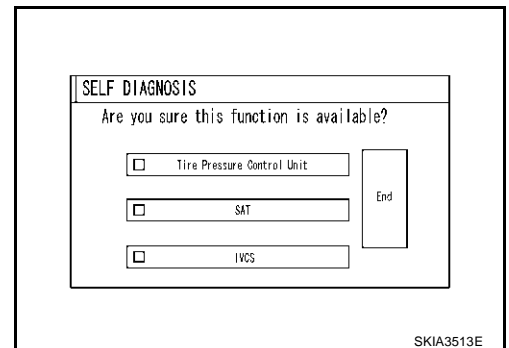 SELF DIAGNOSIS
Are you sure this function is available?
Tire Pressure Control Unit
SAT
End
IVCS
SKIA3513E